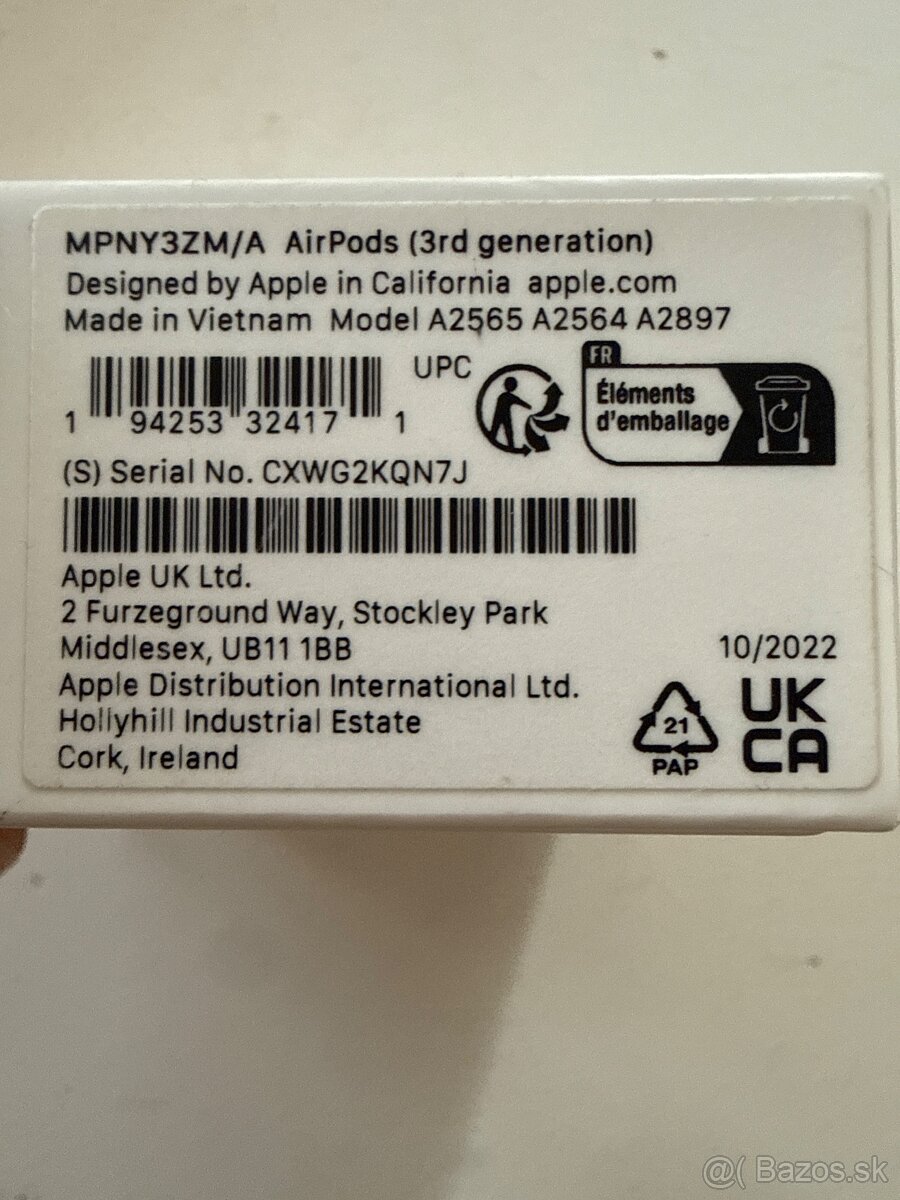 MPNY3ZM/A AirPods (3rd generation)
Designed by Apple in California apple.com
Made in Vietnam Model A2565 A2564 A2897
UPC
1 94253 32417 1
FR
Éléments
d'emballage
(S) Serial No. CXWG2KQN7J
Apple UK Ltd.
2 Furzeground Way, Stockley Park
Middlesex, UB11 1BB
10/2022
Apple Distribution International Ltd.
Hollyhill Industrial Estate
Cork, Ireland
21
PAP
UK
CA
@( Bazos.sk